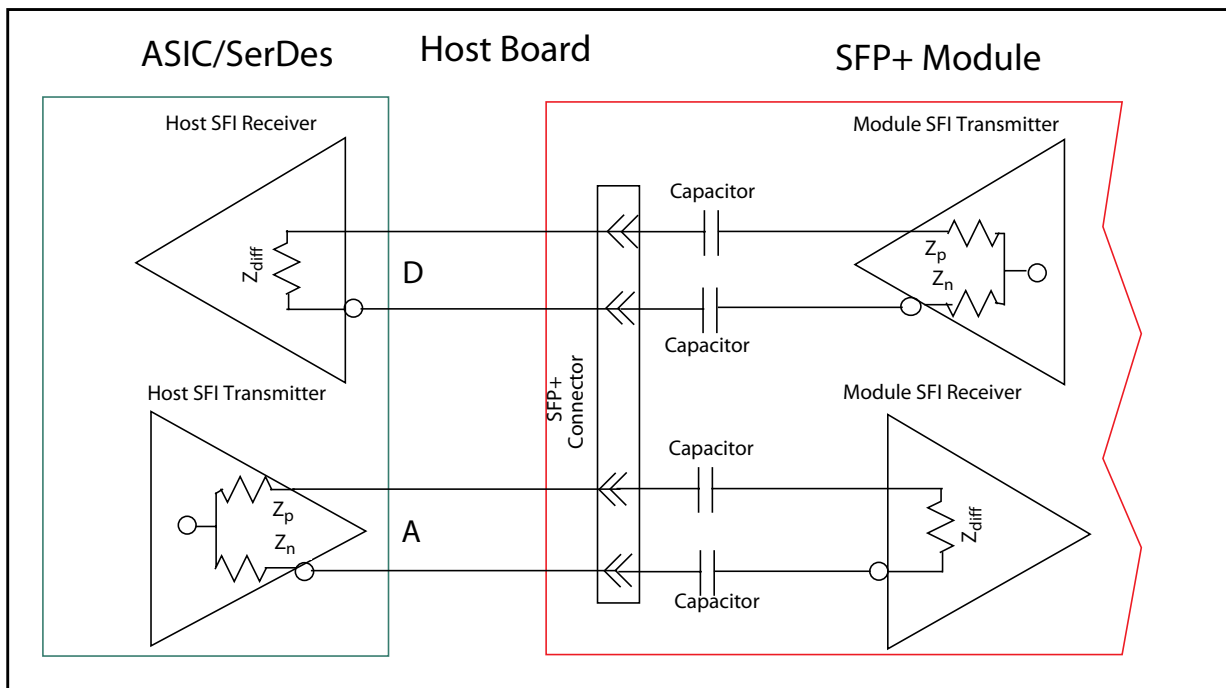 ASIC/SerDes
Host Board
SFP+ Module
Host SFI Receiver
Module SFI Transmitter
Capacitor
Zdiff
D
Zp
Zn
Capacitor
SFP+
Connector
Host SFI Transmitter
Module SFI Receiver
Capacitor
Zp
Zn
A
Zdiff
Capacitor